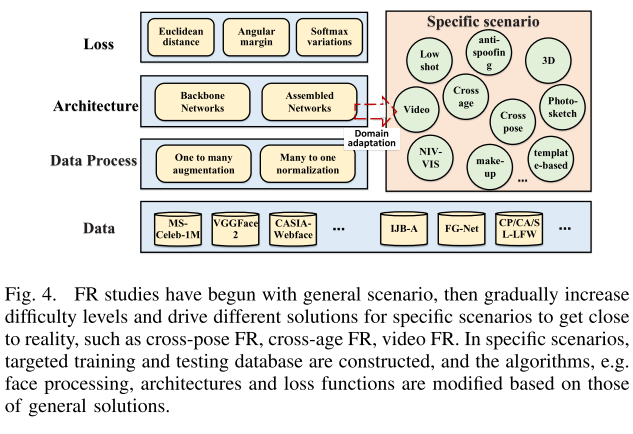 Specific scenario
Loss
Euclidean
distance
Angular
margin
Softmax
variations
Architecture
Backbone
Networks
Assembled
Networks
Domain
adaptation
Data Process
One to many
augmentation
Many to one
normalization
Low
shot
anti-
spoofin
g
3D
Video
Cross
age
Cross
pose
Photo-
sketch
NIV-
VIS
make-
up
templat
e-based
...
Data
MS-
Celeb-1M
VGGFace
2
CASIA-
Webface
...
IJB-A
FG-Net
CP/CA/S
L-LFW
...
Fig. 4. FR studies have begun with general scenario, then gradually increase
difficulty levels and drive different solutions for specific scenarios to get close
to reality, such as cross-pose FR, cross-age FR, video FR. In specific scenarios,
targeted training and testing database are constructed, and the algorithms, e.g.
face processing, architectures and loss functions are modified based on those
of general solutions.